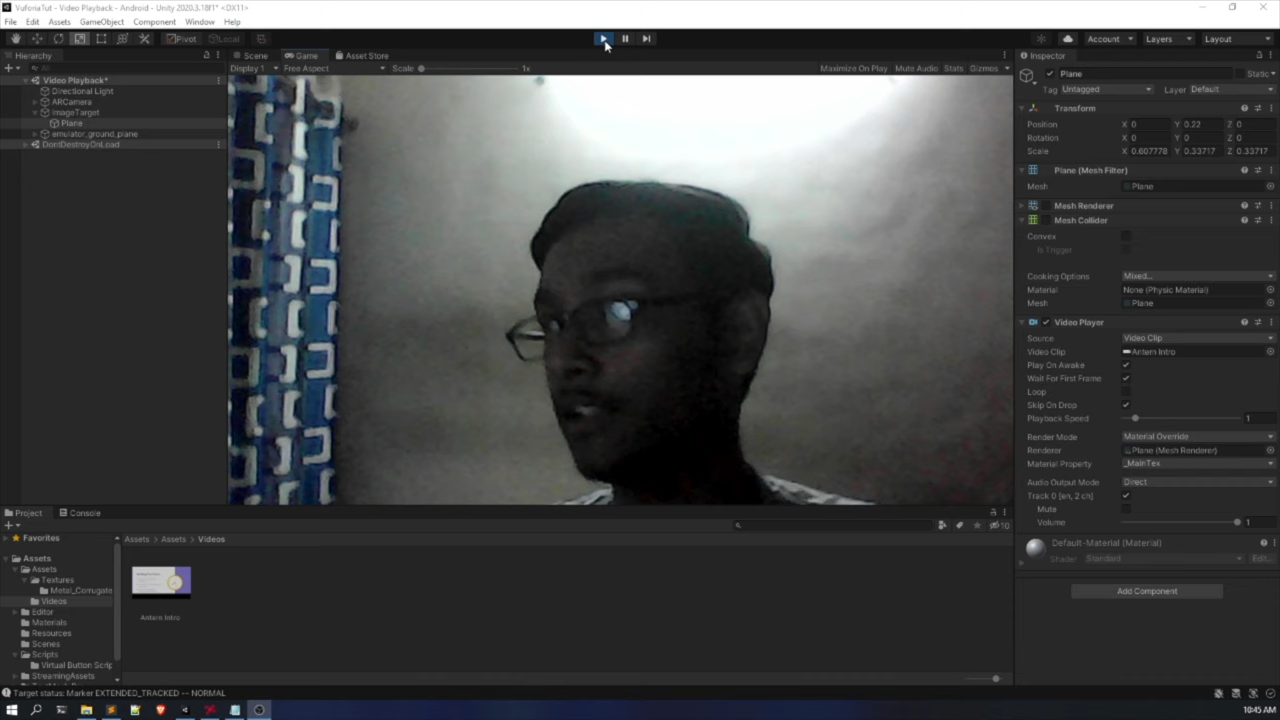 VuforiaTut - Video Playback - Android - Unity 2020.3.18f1* <DX11>
File Edit Assets GameObject Component Window Help
Pivot Local Account Layers Layout
Hierarchy Scene Game Asset Store Inspector
All
Display 1 Free Aspect Scale 1x Maximize On Play Mute Audio Stats Gizmos
Plane Static
Tag Untagged Layer Default
Video Playback*
Directional Light
ARCamera
ImageTarget
Plane
emulator_ground_plane
DontDestroyOnLoad
Transform
Position X 0 Y 0.22 Z 0
Rotation X 0 Y 0 Z 0
Scale X 0.607778 Y 0.33717 Z 0.33717
Plane (Mesh Filter)
Mesh Plane
Mesh Renderer
Mesh Collider
Convex
Is Trigger
Cooking Options Mixed...
Material None (Physic Material)
Mesh Plane
Video Player
Source Video Clip
Video Clip Antern Intro
Play On Awake
Wait For First Frame
Loop
Skip On Drop
Playback Speed 1
Render Mode Material Override
Renderer Plane (Mesh Renderer)
Material Property _MainTex
Audio Output Mode Direct
Track 0 [en, 2 ch]
Mute
Volume 1
Default-Material (Material)
Shader Standard Edit...
Add Component
Project Console
10
Favorites
Assets
Assets
Textures
Metal_Corrugate
Videos
Editor
Materials
Resources
Scenes
Scripts
Virtual Button Scrip
StreamingAssets
Assets > Assets > Videos
Antern Intro
Target status: Marker EXTENDED_TRACKED -- NORMAL
10:45 AM